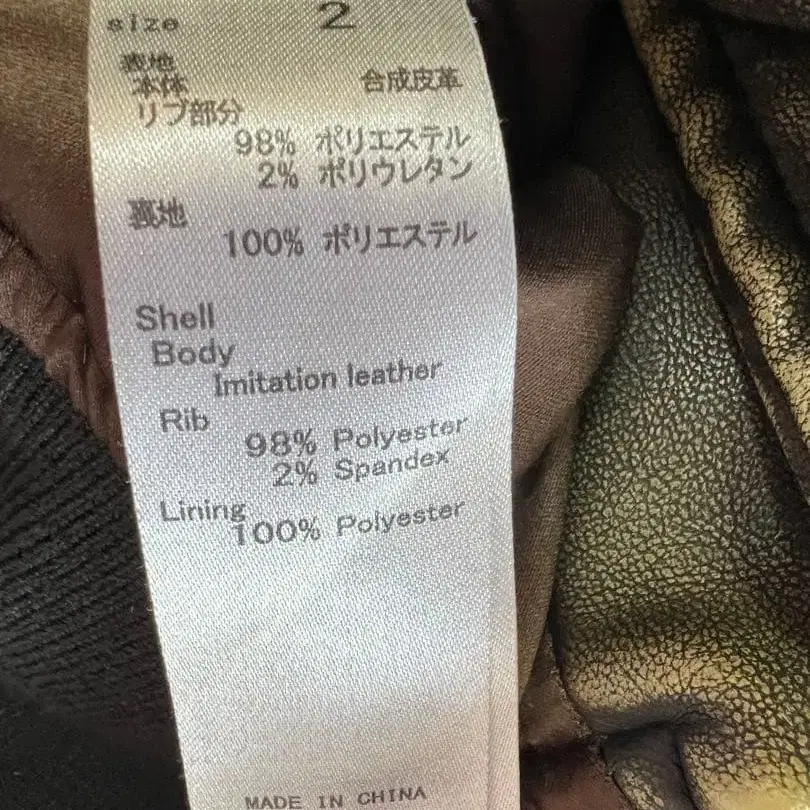 size 2
表地
本体 合成皮革
リブ部分
98% ポリエステル
2% ポリウレタン
裏地
100% ポリエステル
Shell
Body
Imitation leather
Rib
98% Polyester
2% Spandex
Lining
100% Polyester
MADE IN CHINA